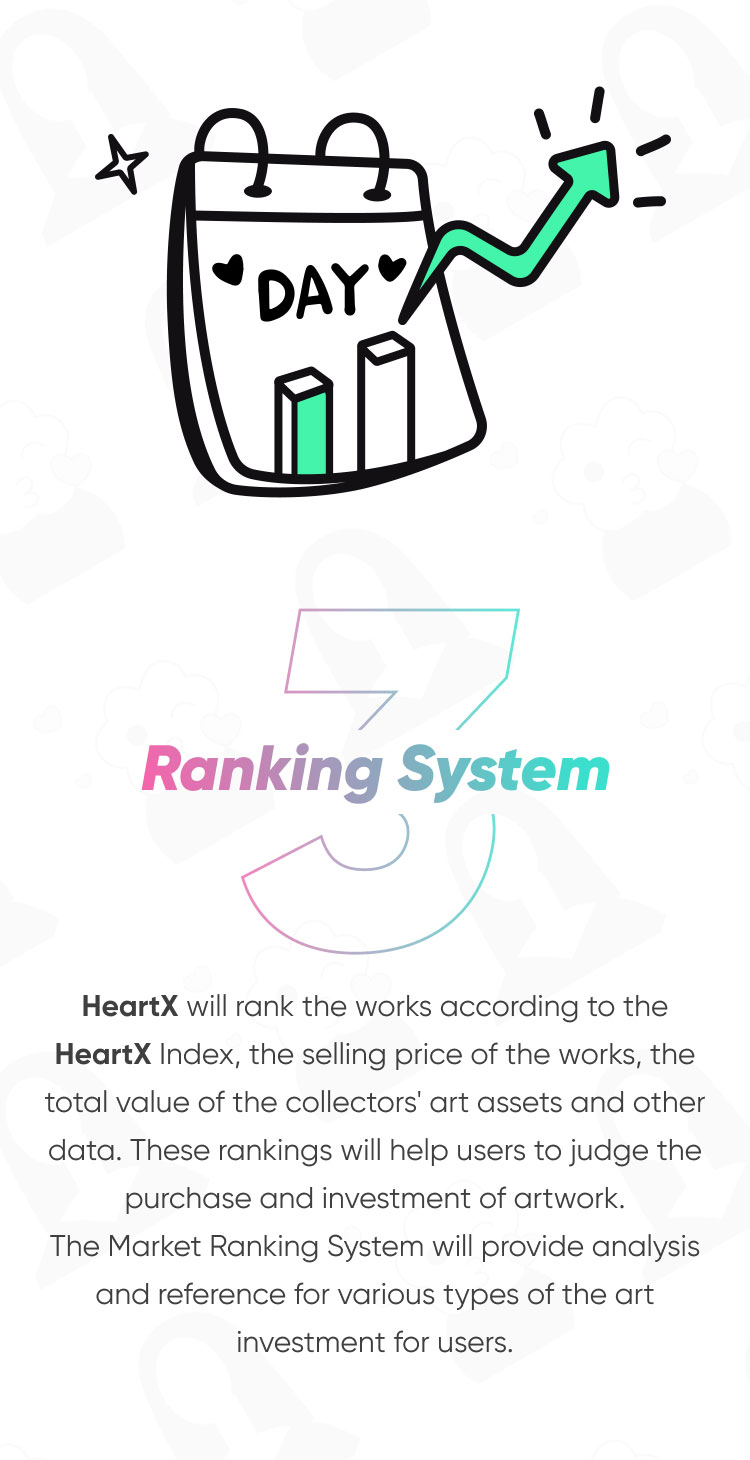 DAY
3
Ranking System
HeartX will rank the works according to the
HeartX Index, the selling price of the works, the
total value of the collectors' art assets and other
data. These rankings will help users to judge the
purchase and investment of artwork.
The Market Ranking System will provide analysis
and reference for various types of the art
investment for users.